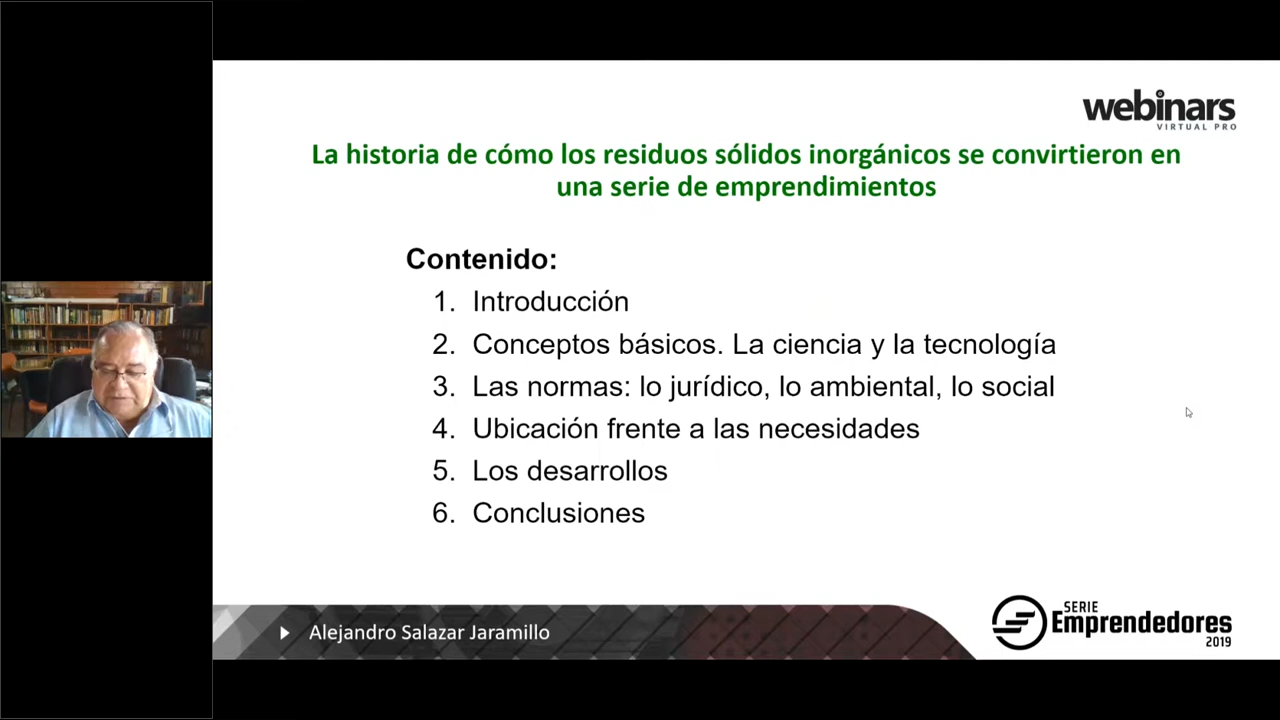 webinars
VIRTUAL PRO
La historia de cómo los residuos sólidos inorgánicos se convirtieron en
una serie de emprendimientos
Contenido:
1. Introducción
2. Conceptos básicos. La ciencia y la tecnología
3. Las normas: lo jurídico, lo ambiental, lo social
4. Ubicación frente a las necesidades
5. Los desarrollos
6. Conclusiones
Alejandro Salazar Jaramillo
SERIE
Emprendedores
2019